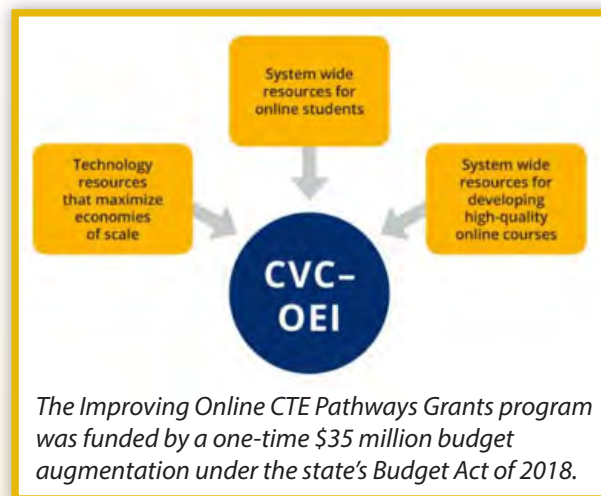 System wide
resources for
online students
Technology
resources
that maximize
economies
of scale
System wide
resources for
developing
high-quality
online courses
CVC–
OEI
The Improving Online CTE Pathways Grants program
was funded by a one-time $35 million budget
augmentation under the state’s Budget Act of 2018.